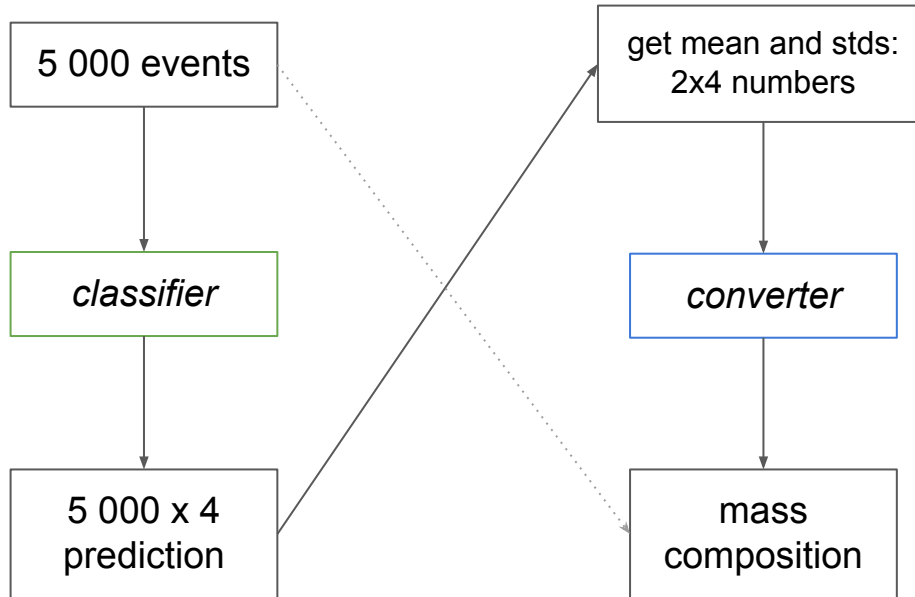 5 000 events
classifier
5 000 x 4
prediction
get mean and stds:
2x4 numbers
converter
mass
composition